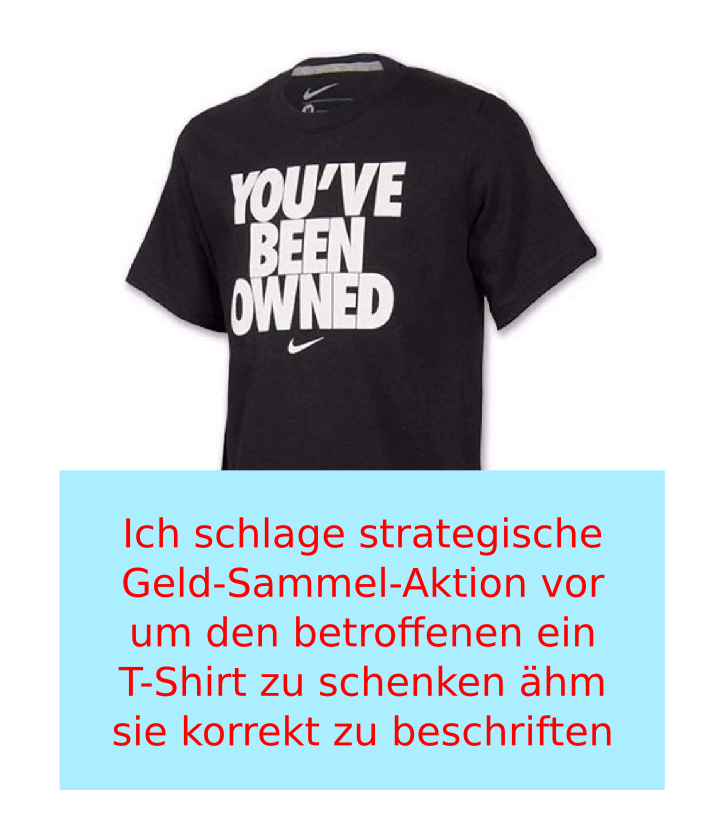 YOU'VE
BEEN
OWNED
Ich schlage strategische
Geld-Sammel-Aktion vor
um den betroffenen ein
T-Shirt zu schenken ähm
sie korrekt zu beschriften